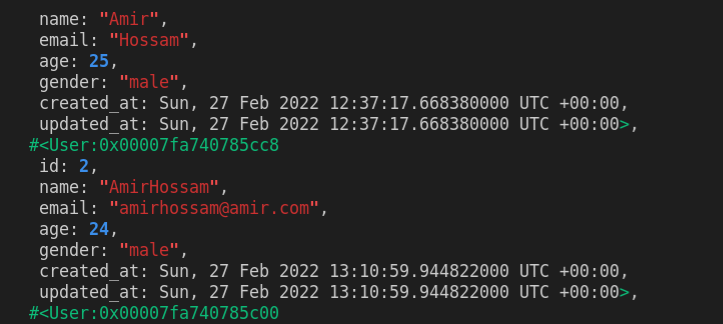 name: "Amir",
email: "Hossam",
age: 25,
gender: "male",
created_at: Sun, 27 Feb 2022 12:37:17.668380000 UTC +00:00,
updated_at: Sun, 27 Feb 2022 12:37:17.668380000 UTC +00:00>,
#<User:0x00007fa740785cc8
id: 2,
name: "AmirHossam",
email: "amirhossam@amir.com",
age: 24,
gender: "male",
created_at: Sun, 27 Feb 2022 13:10:59.944822000 UTC +00:00,
updated_at: Sun, 27 Feb 2022 13:10:59.944822000 UTC +00:00>,
#<User:0x00007fa740785c00